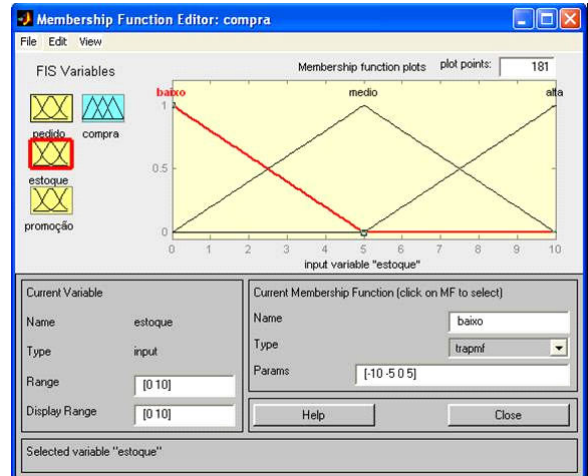 Membership Function Editor: compra
File Edit View
FIS Variables
Membership function plots plot points: 181
pedido compra
estoque
promoção
baixo medio alta
1
0.5
0
0 1 2 3 4 5 6 7 8 9 10
input variable "estoque"
Current Variable
Name estoque
Type input
Range [0 10]
Display Range [0 10]
Current Membership Function (click on MF to select)
Name baixo
Type trapmf
Params [-10 -5 0 5]
Help Close
Selected variable "estoque"